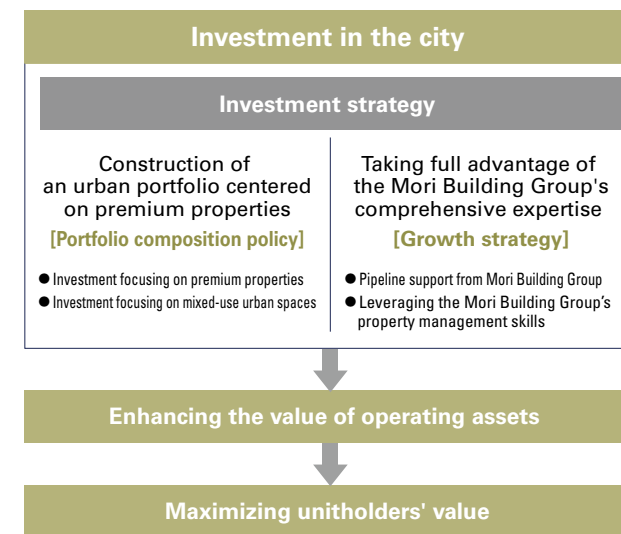 Investment in the city
Investment strategy
Construction of
an urban portfolio centered
on premium properties
[Portfolio composition policy]
● Investment focusing on premium properties
● Investment focusing on mixed-use urban spaces
Taking full advantage of
the Mori Building Group's
comprehensive expertise
[Growth strategy]
● Pipeline support from Mori Building Group
● Leveraging the Mori Building Group's
property management skills
Enhancing the value of operating assets
Maximizing unitholders' value